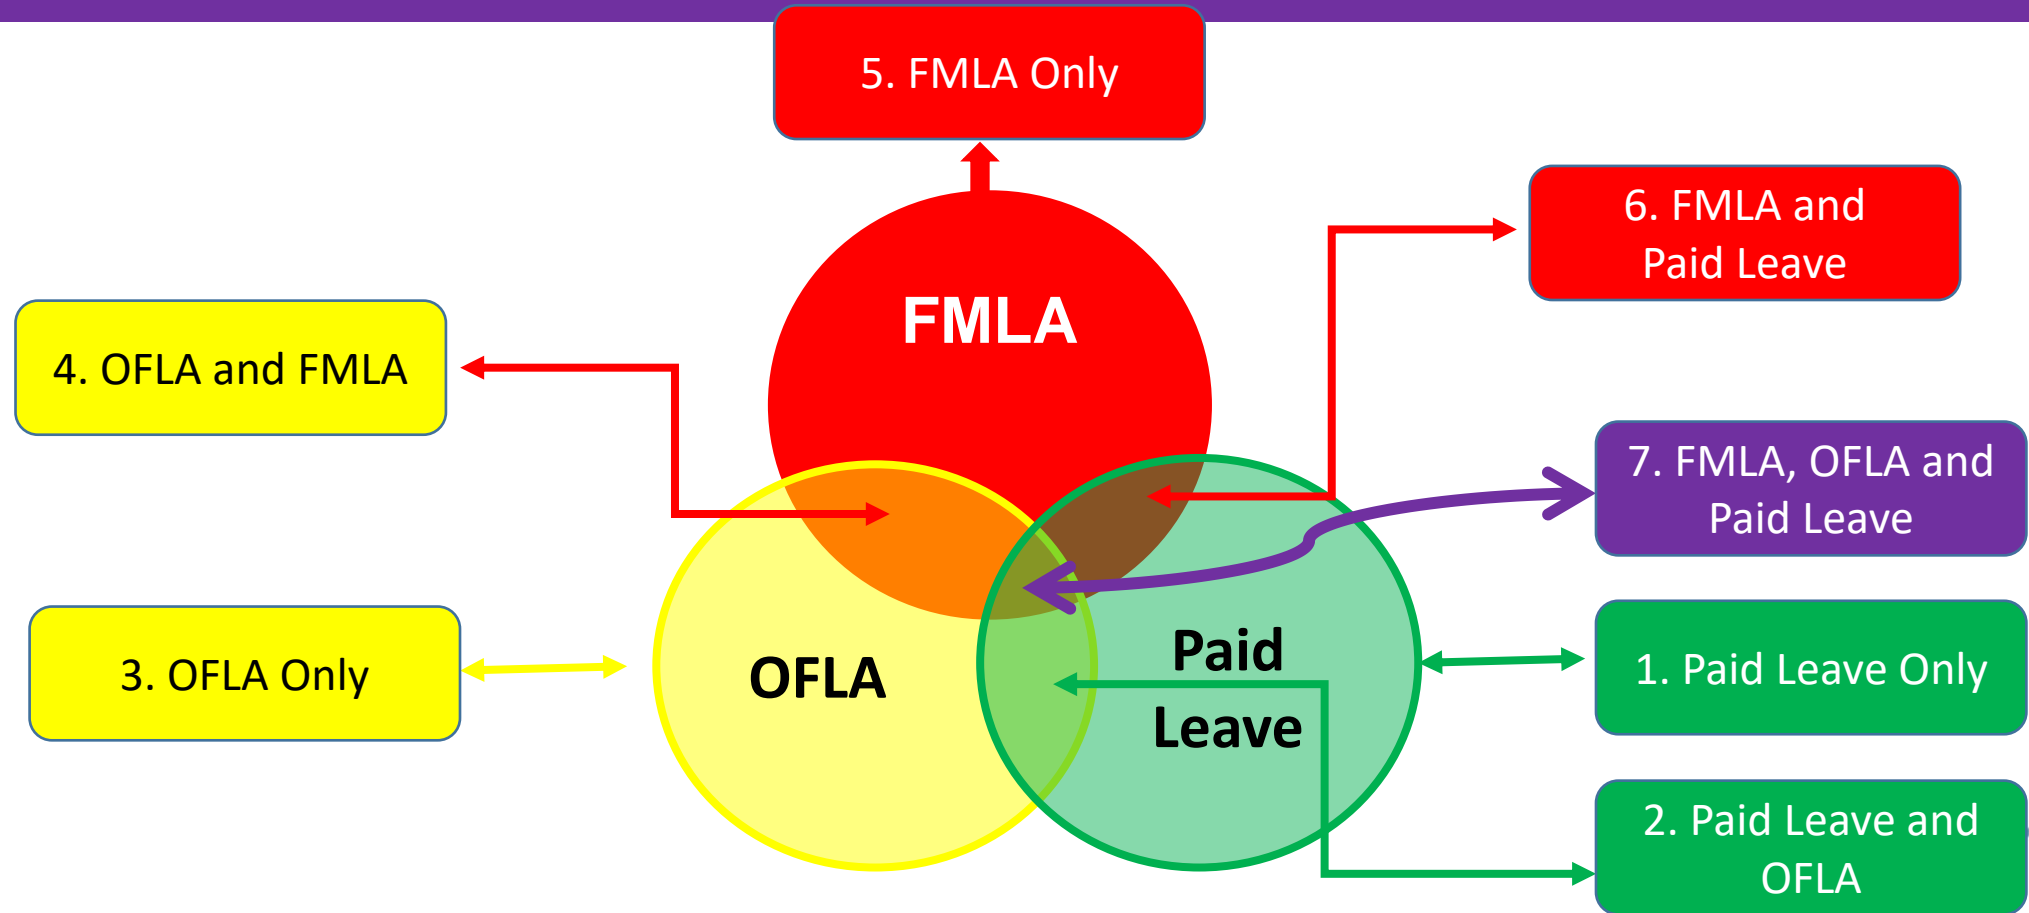 5. FMLA Only
6. FMLA and
Paid Leave
FMLA
4. OFLA and FMLA
7. FMLA, OFLA and
Paid Leave
3. OFLA Only
OFLA
Paid
Leave
1. Paid Leave Only
2. Paid Leave and
OFLA